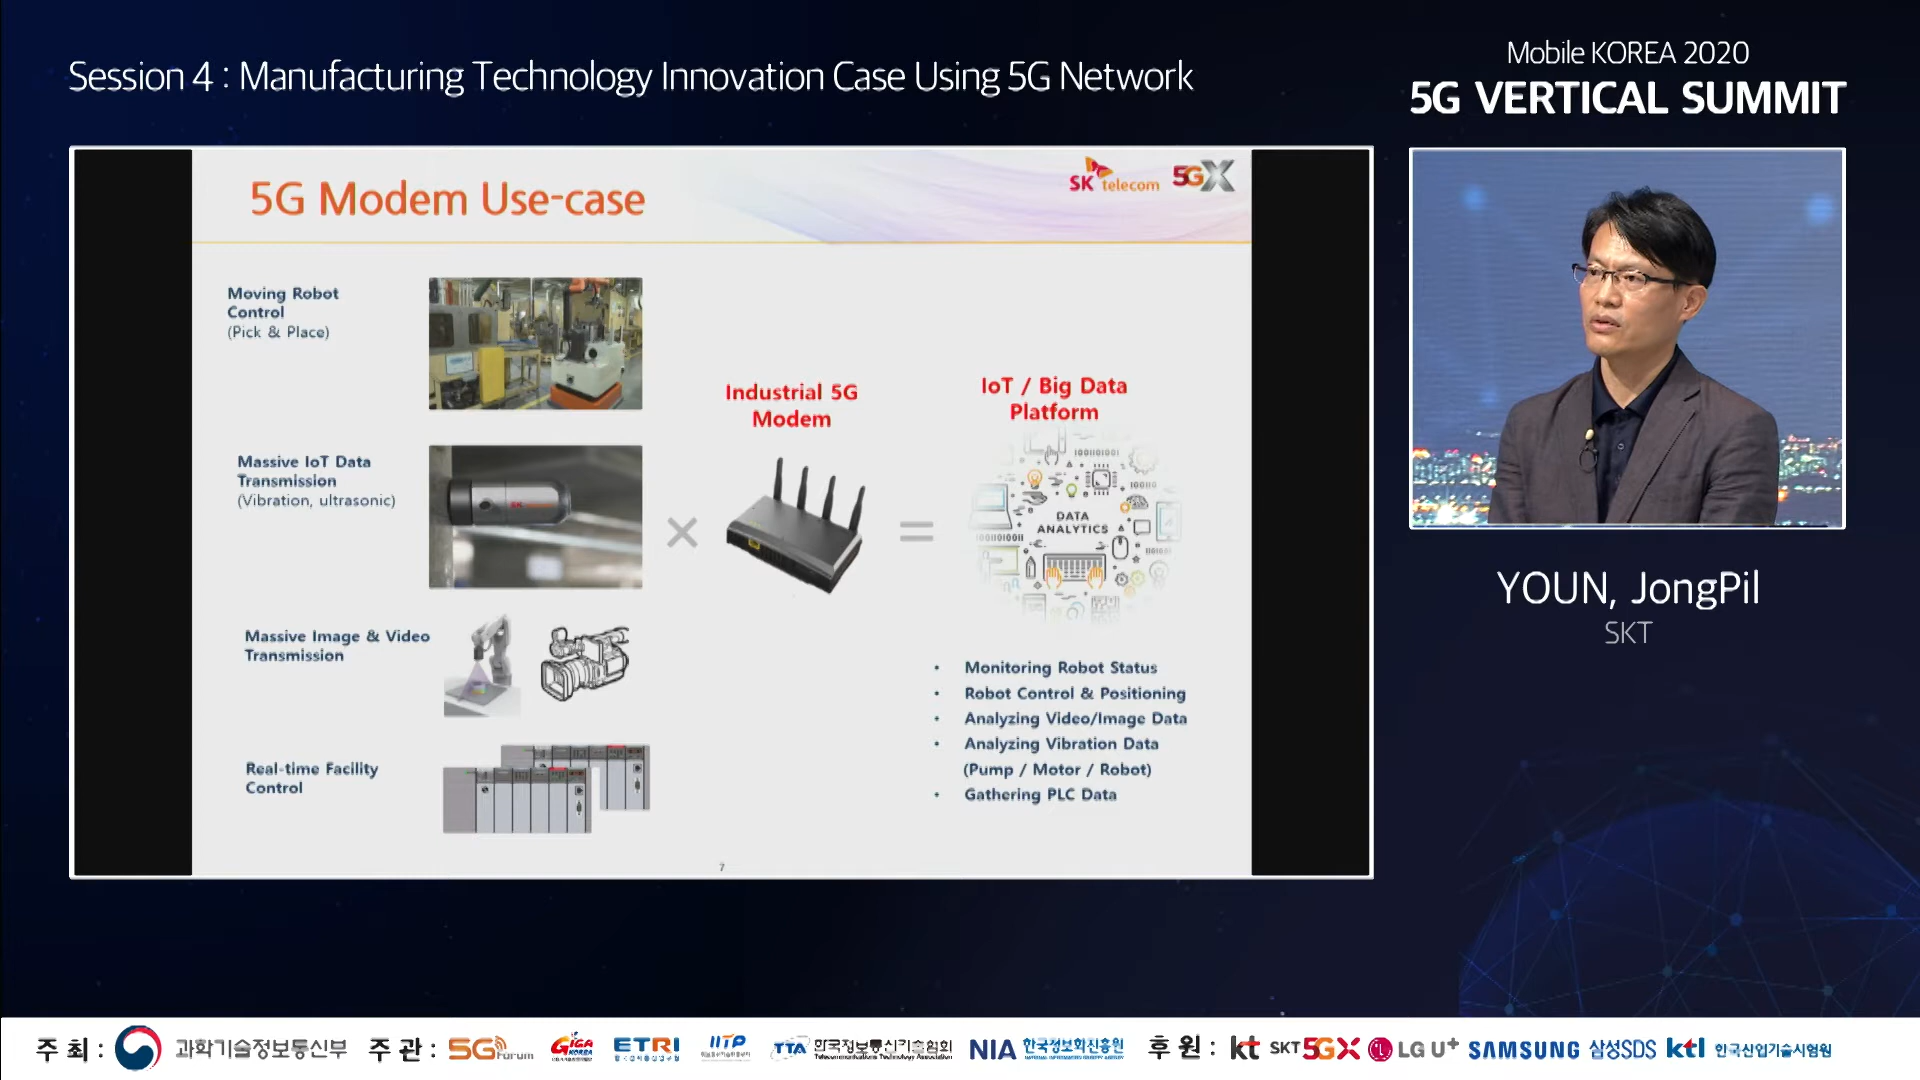 Session 4 : Manufacturing Technology Innovation Case Using 5G Network
Mobile KOREA 2020
5G VERTICAL SUMMIT
5G Modem Use-case
SK telecom
5GX
Moving Robot
Control
(Pick & Place)
Massive IoT Data
Transmission
(Vibration, ultrasonic)
Massive Image & Video
Transmission
Real-time Facility
Control
Industrial 5G
Modem
IoT / Big Data
Platform
DATA
ANALYTICS
• Monitoring Robot Status
• Robot Control & Positioning
• Analyzing Video/Image Data
• Analyzing Vibration Data
(Pump / Motor / Robot)
• Gathering PLC Data
7
YOUN, JongPil
SKT
주 최 : 과학기술정보통신부 주 관 : 5G Forum GIGA KOREA ETRI IITP TTA 한국정보통신기술협회 Telecommunications Technology Association NIA 한국정보화진흥원 후 원 : kt SKT 5GX LG U+ SAMSUNG 삼성SDS ktl 한국산업기술시험원